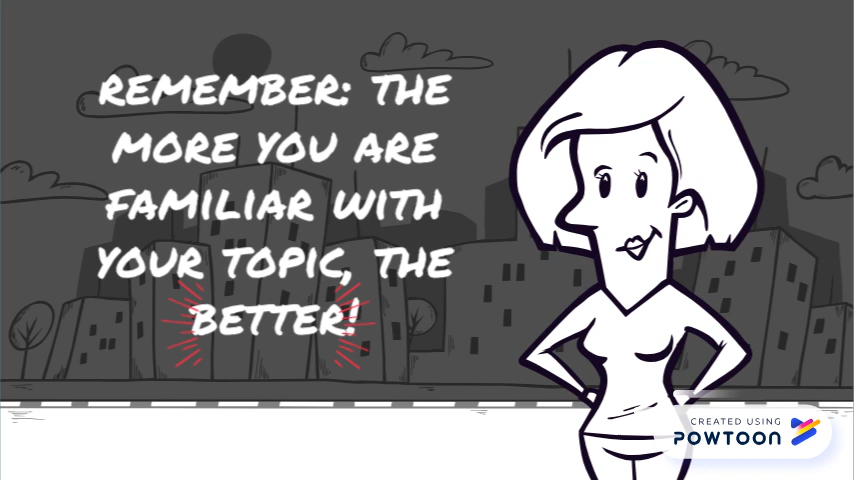 REMEMBER: THE
MORE YOU ARE
FAMILIAR WITH
YOUR TOPIC, THE
BETTER!
CREATED USING
POWTOON